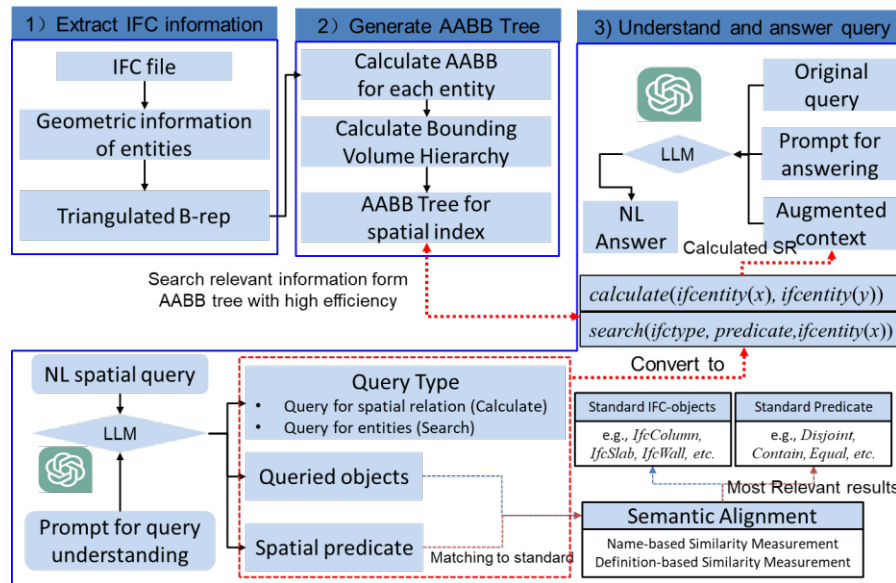 1）Extract IFC information
IFC file
Geometric information
of entities
Triangulated B-rep
2) Generate AABB Tree
Calculate AABB
for each entity
Calculate Bounding
Volume Hierarchy
AABB Tree for
spatial index
3) Understand and answer query
Original
query
LLM
Prompt for
answering
NL
Answer
Augmented
context
Calculated SR
Search relevant information form
AABB tree with high efficiency
calculate(ifcentity(x), ifcentity(y))
search(ifctype, predicate,ifcentity(x))
Convert to
NL spatial query
LLM
Prompt for query
understanding
Query Type
• Query for spatial relation (Calculate)
• Query for entities (Search)
Queried objects
Spatial predicate
Matching to standard
Standard IFC-objects
e.g., IfcColumn,
IfcSlab, IfcWall, etc.
Standard Predicate
e.g., Disjoint,
Contain, Equal, etc.
Most Relevant results
Semantic Alignment
Name-based Similarity Measurement
Definition-based Similarity Measurement